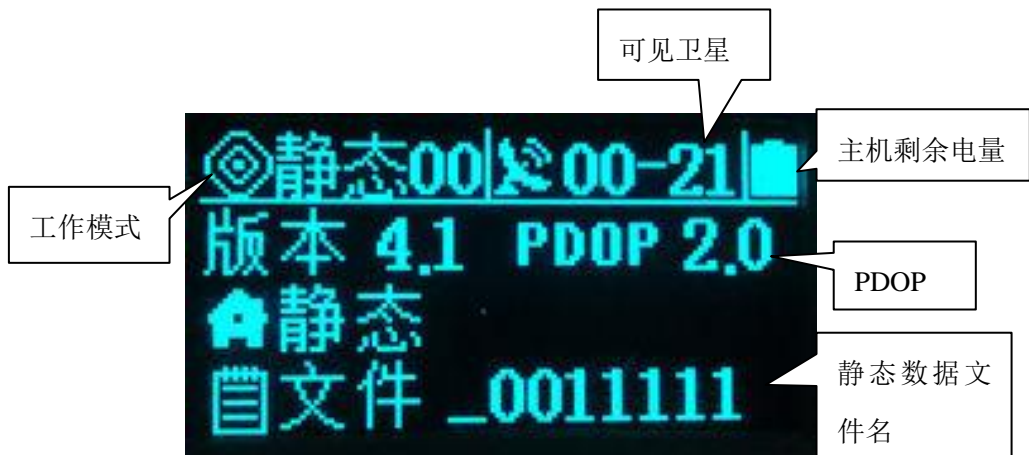 可见卫星
静态00 00-21
主机剩余电量
工作模式
版本 4.1 PDOP 2.0
PDOP
静态
文件 _0011111
静态数据文
件名